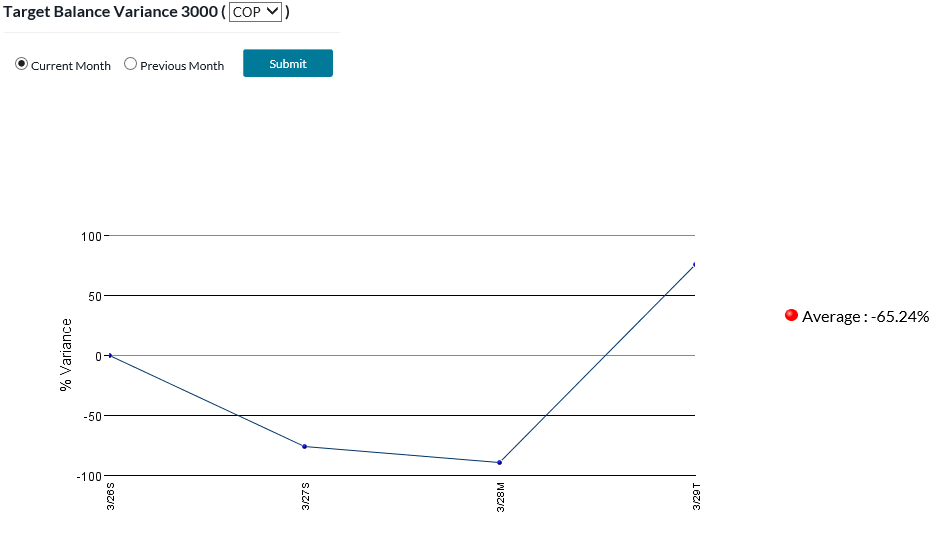 Target Balance Variance 3000 ( COP )
Current Month Previous Month Submit
100
50
0
-50
-100
% Variance
3/26S 3/27S 3/28M 3/29T
Average : -65.24%